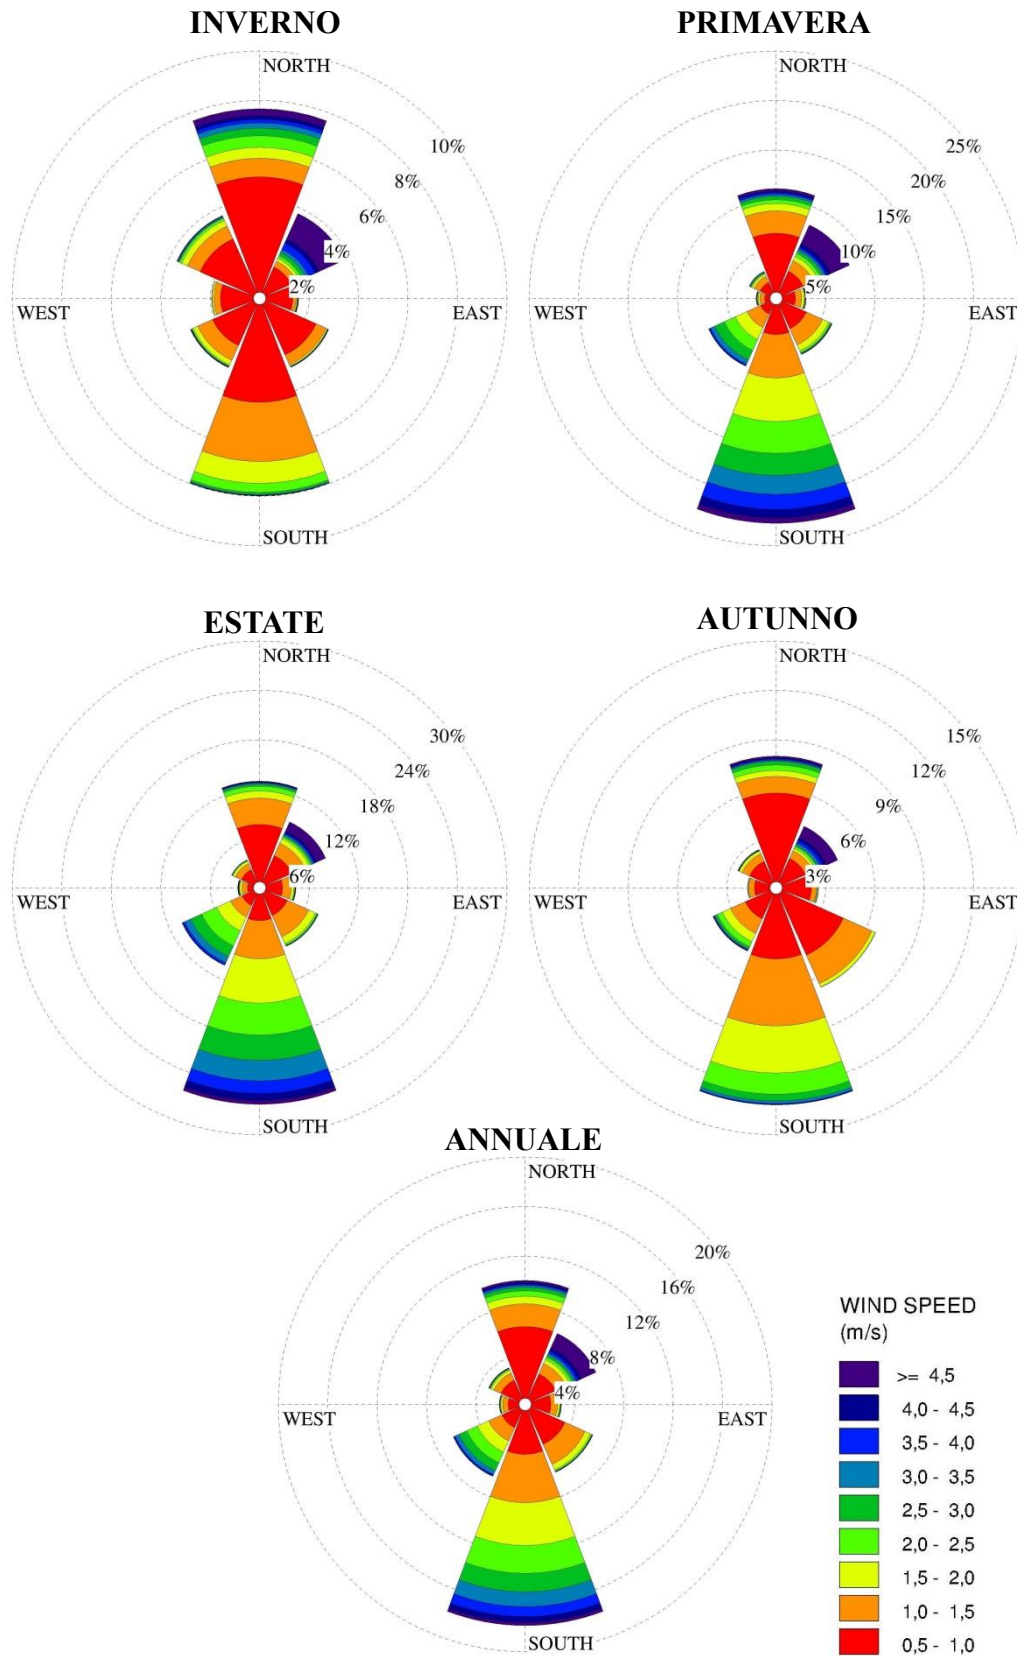 INVERNO
NORTH
10%
8%
6%
4%
2%
WEST
EAST
SOUTH
PRIMAVERA
NORTH
25%
20%
15%
10%
5%
WEST
EAST
SOUTH
ESTATE
NORTH
30%
24%
18%
12%
6%
WEST
EAST
SOUTH
AUTUNNO
NORTH
15%
12%
9%
6%
3%
WEST
EAST
SOUTH
ANNUALE
NORTH
20%
16%
12%
8%
4%
WEST
EAST
SOUTH
WIND SPEED
(m/s)
>= 4,5
4,0 - 4,5
3,5 - 4,0
3,0 - 3,5
2,5 - 3,0
2,0 - 2,5
1,5 - 2,0
1,0 - 1,5
0,5 - 1,0